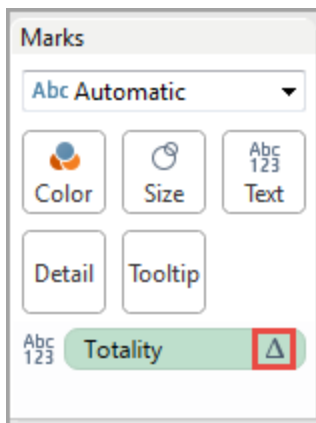 Marks
Abc Automatic
Abc
123
Color Size Text
Detail Tooltip
Abc
123
Totality Δ